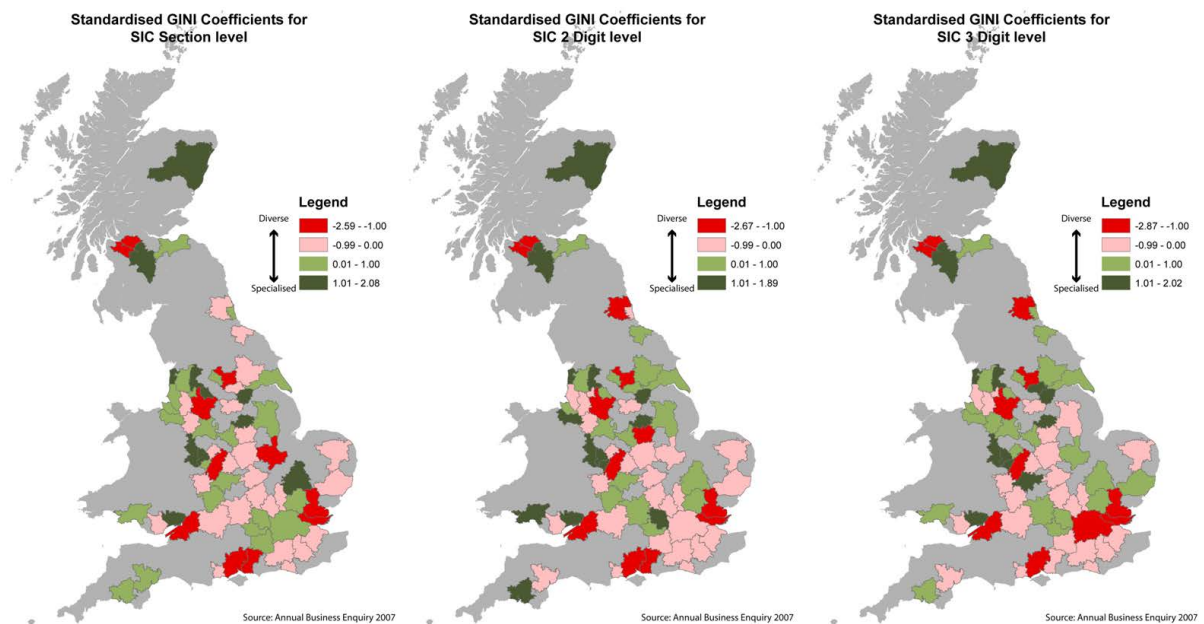 Standardised GINI Coefficients for
SIC Section level
Legend
Diverse
-2.59 - -1.00
-0.99 - 0.00
0.01 - 1.00
Specialised
1.01 - 2.08
Source: Annual Business Enquiry 2007
Standardised GINI Coefficients for
SIC 2 Digit level
Legend
Diverse
-2.67 - -1.00
-0.99 - 0.00
0.01 - 1.00
Specialised
1.01 - 1.89
Source: Annual Business Enquiry 2007
Standardised GINI Coefficients for
SIC 3 Digit level
Legend
Diverse
-2.87 - -1.00
-0.99 - 0.00
0.01 - 1.00
Specialised
1.01 - 2.02
Source: Annual Business Enquiry 2007